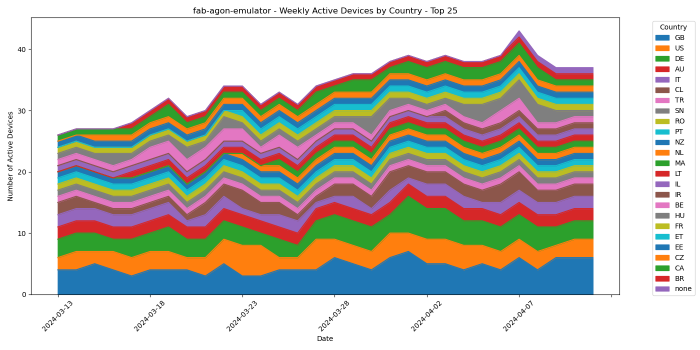 fab-agon-emulator - Weekly Active Devices by Country - Top 25
Country
GB
US
DE
AU
IT
CL
TR
SN
RO
PT
NZ
NL
MA
LT
IL
IR
BE
HU
FR
ET
EE
CZ
CA
BR
none
Number of Active Devices
40
30
20
10
0
2024-03-13
2024-03-18
2024-03-23
2024-03-28
2024-04-02
2024-04-07
Date